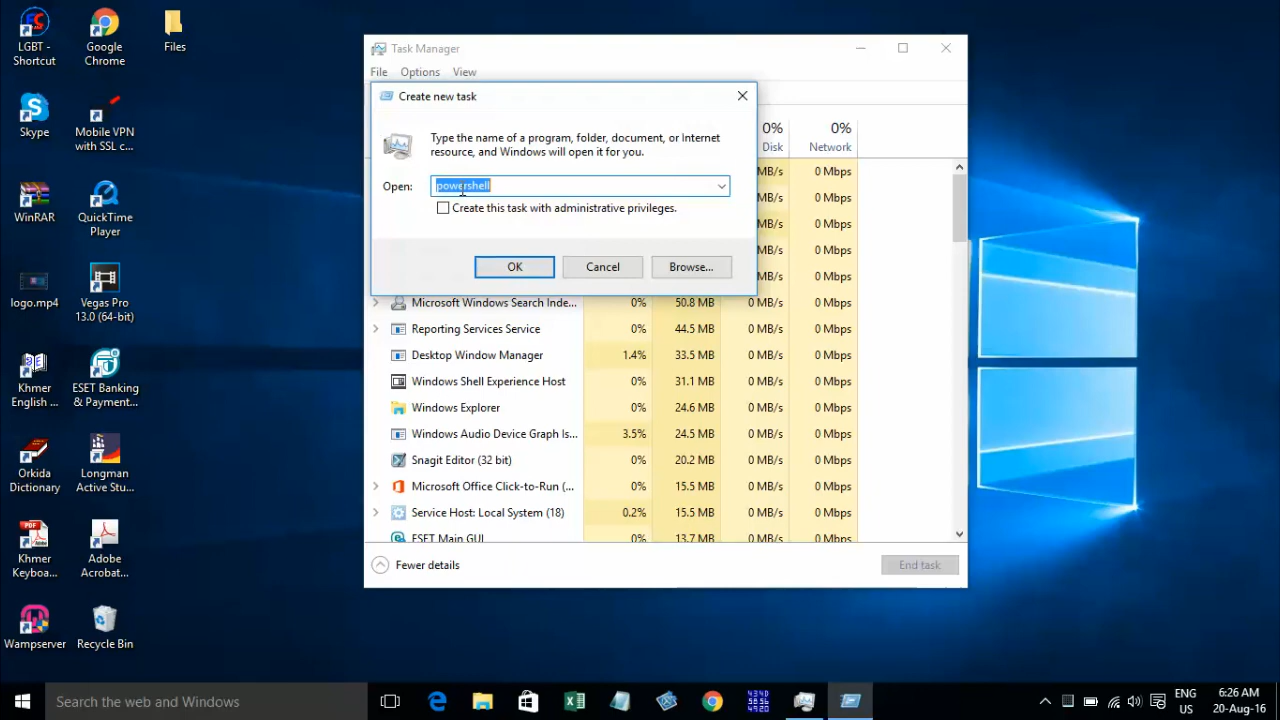 LGBT -
Shortcut
Google
Chrome
Files
Skype
Mobile VPN
with SSL c...
WinRAR
QuickTime
Player
logo.mp4
Vegas Pro
13.0 (64-bit)
Khmer
English ...
ESET Banking
& Payment...
Orkida
Dictionary
Longman
Active Stu...
PDF
Khmer
Keyboa...
Adobe
Acrobat...
Wampserver
Recycle Bin
Task Manager
File Options View
Create new task
Type the name of a program, folder, document, or Internet
resource, and Windows will open it for you.
Open: powershell
Create this task with administrative privileges.
OK Cancel Browse...
0% 0%
Disk Network
MB/s 0 Mbps
MB/s 0 Mbps
MB/s 0 Mbps
MB/s 0 Mbps
MB/s 0 Mbps
Microsoft Windows Search Inde... 0% 50.8 MB 0 MB/s 0 Mbps
Reporting Services Service 0% 44.5 MB 0 MB/s 0 Mbps
Desktop Window Manager 1.4% 33.5 MB 0 MB/s 0 Mbps
Windows Shell Experience Host 0% 31.1 MB 0 MB/s 0 Mbps
Windows Explorer 0% 24.6 MB 0 MB/s 0 Mbps
Windows Audio Device Graph Is... 3.5% 24.5 MB 0 MB/s 0 Mbps
Snagit Editor (32 bit) 0% 20.2 MB 0 MB/s 0 Mbps
Microsoft Office Click-to-Run (... 0% 15.5 MB 0 MB/s 0 Mbps
Service Host: Local System (18) 0.2% 15.5 MB 0 MB/s 0 Mbps
ESET Main GUI 0% 13.7 MB 0 MB/s 0 Mbps
Fewer details End task
Search the web and Windows
ENG
US
6:26 AM
20-Aug-16